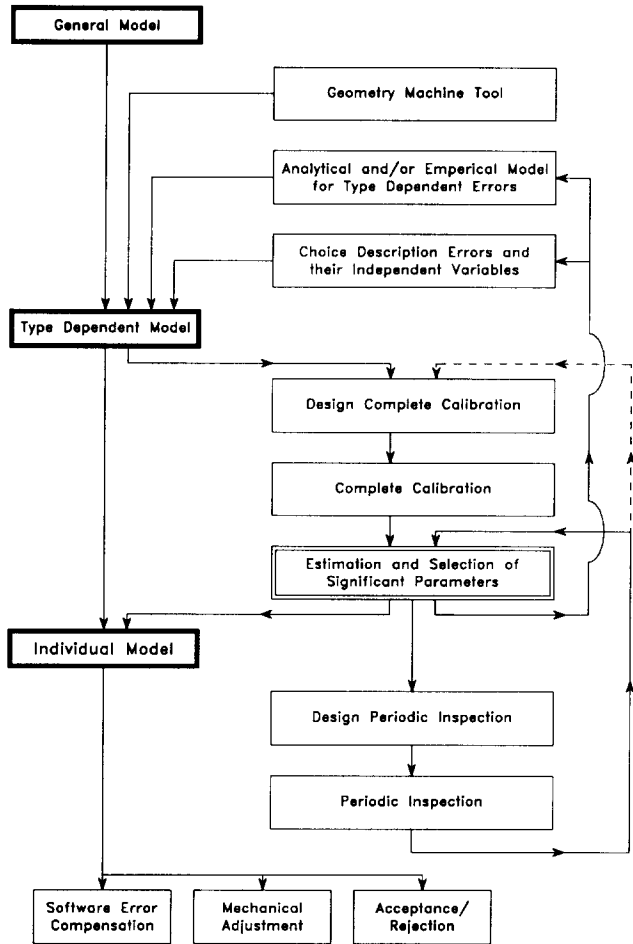 General Model
Geometry Machine Tool
Analytical and/or Emperical Model
for Type Dependent Errors
Choice Description Errors and
their Independent Variables
Type Dependent Model
Design Complete Calibration
Complete Calibration
Estimation and Selection of
Significant Parameters
Individual Model
Design Periodic Inspection
Periodic Inspection
Software Error
Compensation
Mechanical
Adjustment
Acceptance/
Rejection